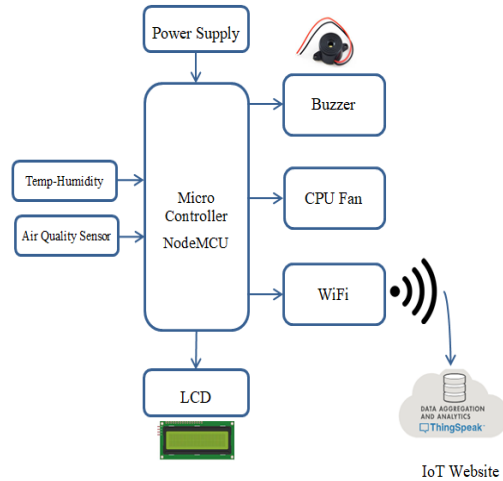 Power Supply
Buzzer
Temp-Humidity
Micro
Controller
NodeMCU
CPU Fan
Air Quality Sensor
WiFi
LCD
DATA AGGREGATION
AND ANALYTICS
ThingSpeak™
IoT Website